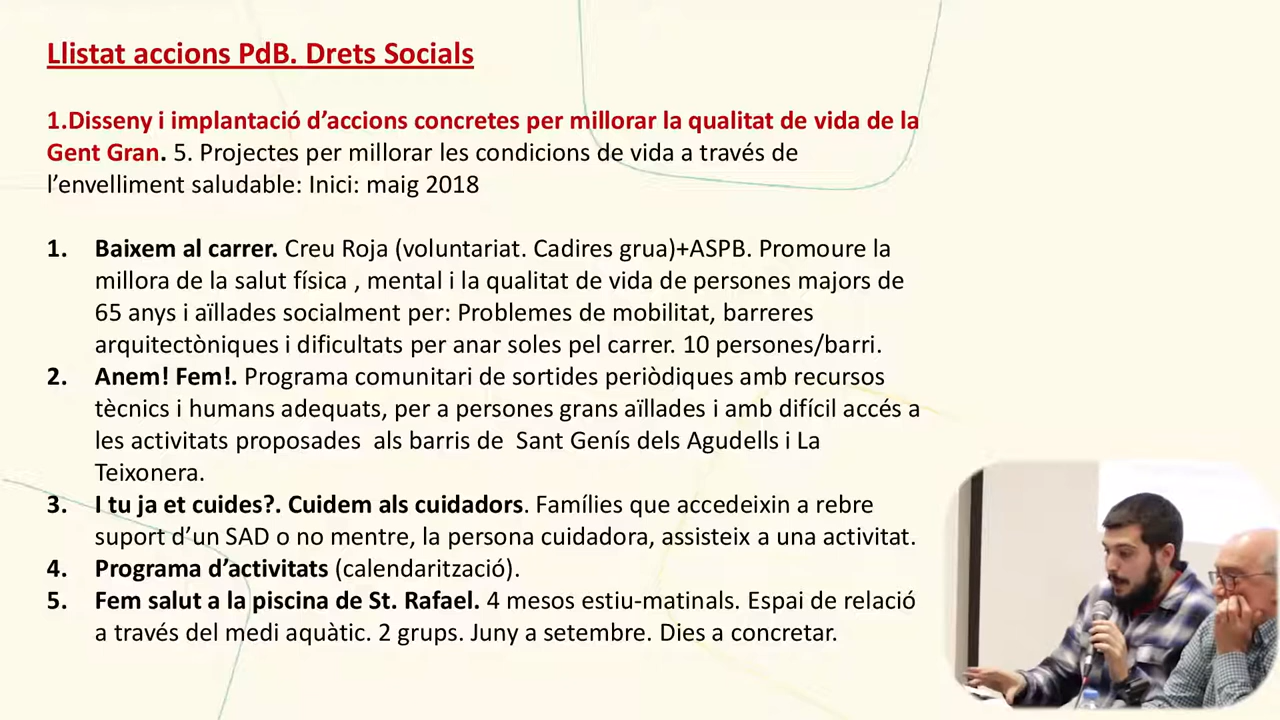 Llistat accions PdB. Drets Socials
1.Disseny i implantació d’accions concretes per millorar la qualitat de vida de la
Gent Gran. 5. Projectes per millorar les condicions de vida a través de
l’envelliment saludable: Inici: maig 2018
1. Baixem al carrer. Creu Roja (voluntariat. Cadires grua)+ASPB. Promoure la
millora de la salut física , mental i la qualitat de vida de persones majors de
65 anys i aïllades socialment per: Problemes de mobilitat, barreres
arquitectòniques i dificultats per anar soles pel carrer. 10 persones/barri.
2. Anem! Fem!. Programa comunitari de sortides periòdiques amb recursos
tècnics i humans adequats, per a persones grans aïllades i amb difícil accés a
les activitats proposades als barris de Sant Genís dels Agudells i La
Teixonera.
3. I tu ja et cuides?. Cuidem als cuidadors. Famílies que accedeixin a rebre
suport d’un SAD o no mentre, la persona cuidadora, assisteix a una activitat.
4. Programa d’activitats (calendarització).
5. Fem salut a la piscina de St. Rafael. 4 mesos estiu-matinals. Espai de relació
a través del medi aquàtic. 2 grups. Juny a setembre. Dies a concretar.